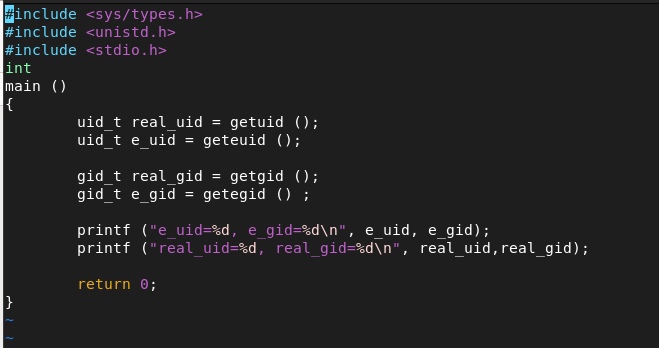 #include <sys/types.h>
#include <unistd.h>
#include <stdio.h>
int
main ()
{
        uid_t real_uid = getuid ();
        uid_t e_uid = geteuid ();

        gid_t real_gid = getgid ();
        gid_t e_gid = getegid () ;

        printf ("e_uid=%d, e_gid=%d\n", e_uid, e_gid);
        printf ("real_uid=%d, real_gid=%d\n", real_uid,real_gid);

        return 0;
}
~
~